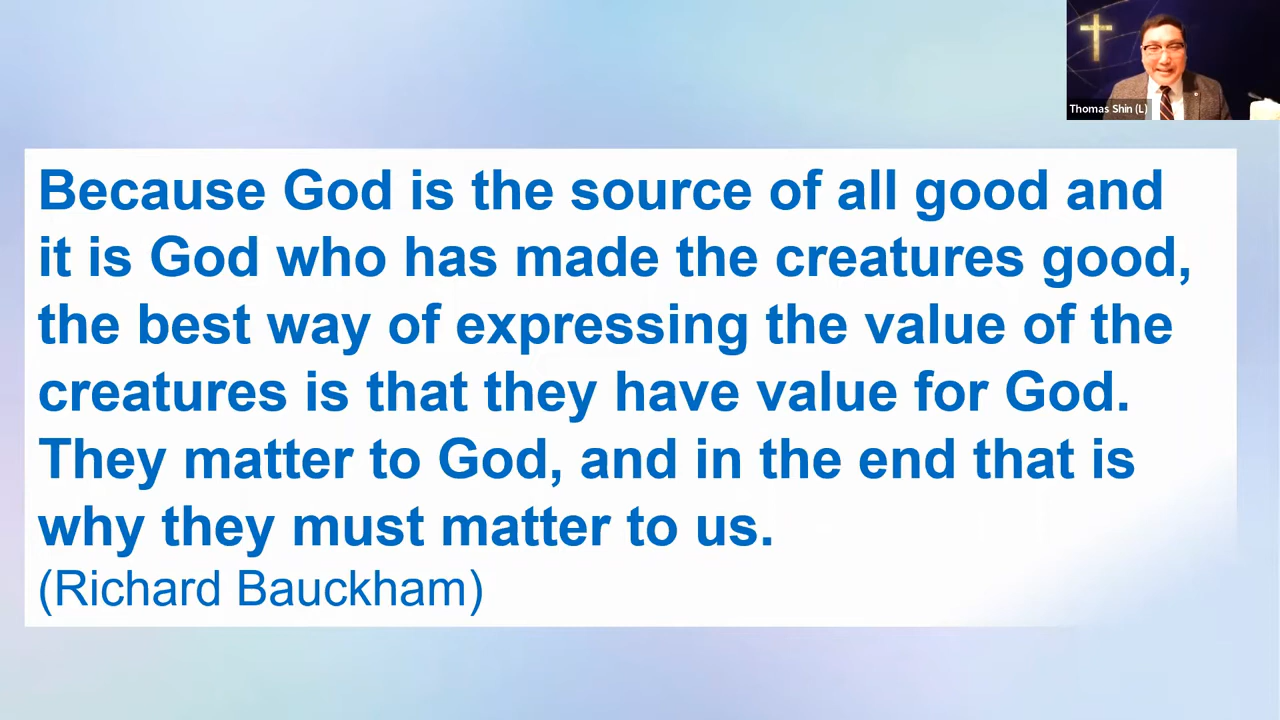 Thomas Shin (L)
Because God is the source of all good and
it is God who has made the creatures good,
the best way of expressing the value of the
creatures is that they have value for God.
They matter to God, and in the end that is
why they must matter to us.
(Richard Bauckham)